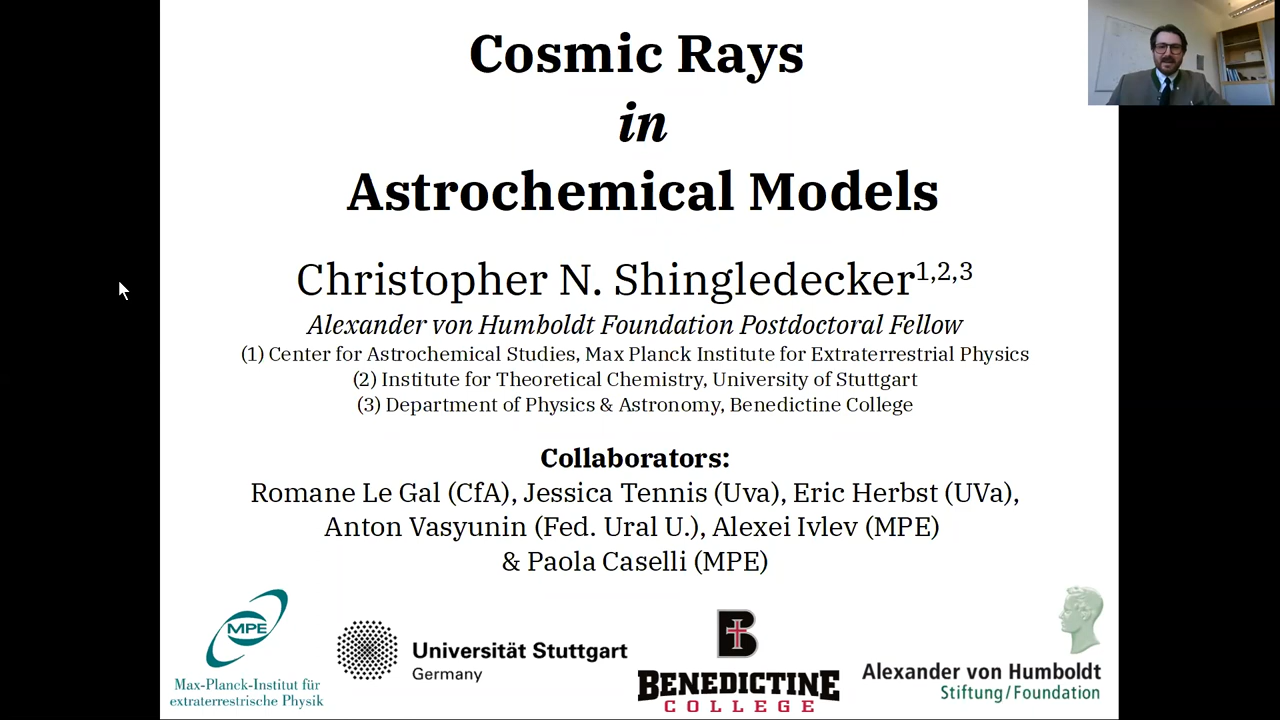 Cosmic Rays
in
Astrochemical Models
Christopher N. Shingledecker1,2,3
Alexander von Humboldt Foundation Postdoctoral Fellow
(1) Center for Astrochemical Studies, Max Planck Institute for Extraterrestrial Physics
(2) Institute for Theoretical Chemistry, University of Stuttgart
(3) Department of Physics & Astronomy, Benedictine College
Collaborators:
Romane Le Gal (CfA), Jessica Tennis (Uva), Eric Herbst (UVa),
Anton Vasyunin (Fed. Ural U.), Alexei Ivlev (MPE)
& Paola Caselli (MPE)
MPE
Max-Planck-Institut für
extraterrestrische Physik
Universität Stuttgart
Germany
B
BENEDICTINE
COLLEGE
Alexander von Humboldt
Stiftung/Foundation